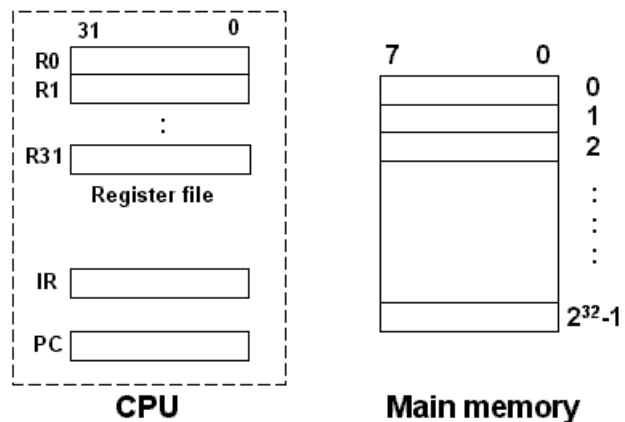 31 0
R0
R1
:
R31
Register file
IR
PC
CPU
7 0
0
1
2
.
.
.
.
2³²-1
Main memory